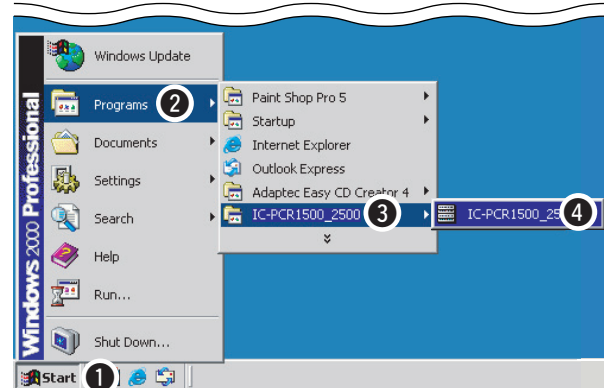 Windows 2000 Professional
Windows Update
Programs 2
Documents
Settings
Search
Help
Run...
Shut Down...
Paint Shop Pro 5
Startup
Internet Explorer
Outlook Express
Adaptec Easy CD Creator 4
IC-PCR1500_2500 3
IC-PCR1500_25 4
Start 1